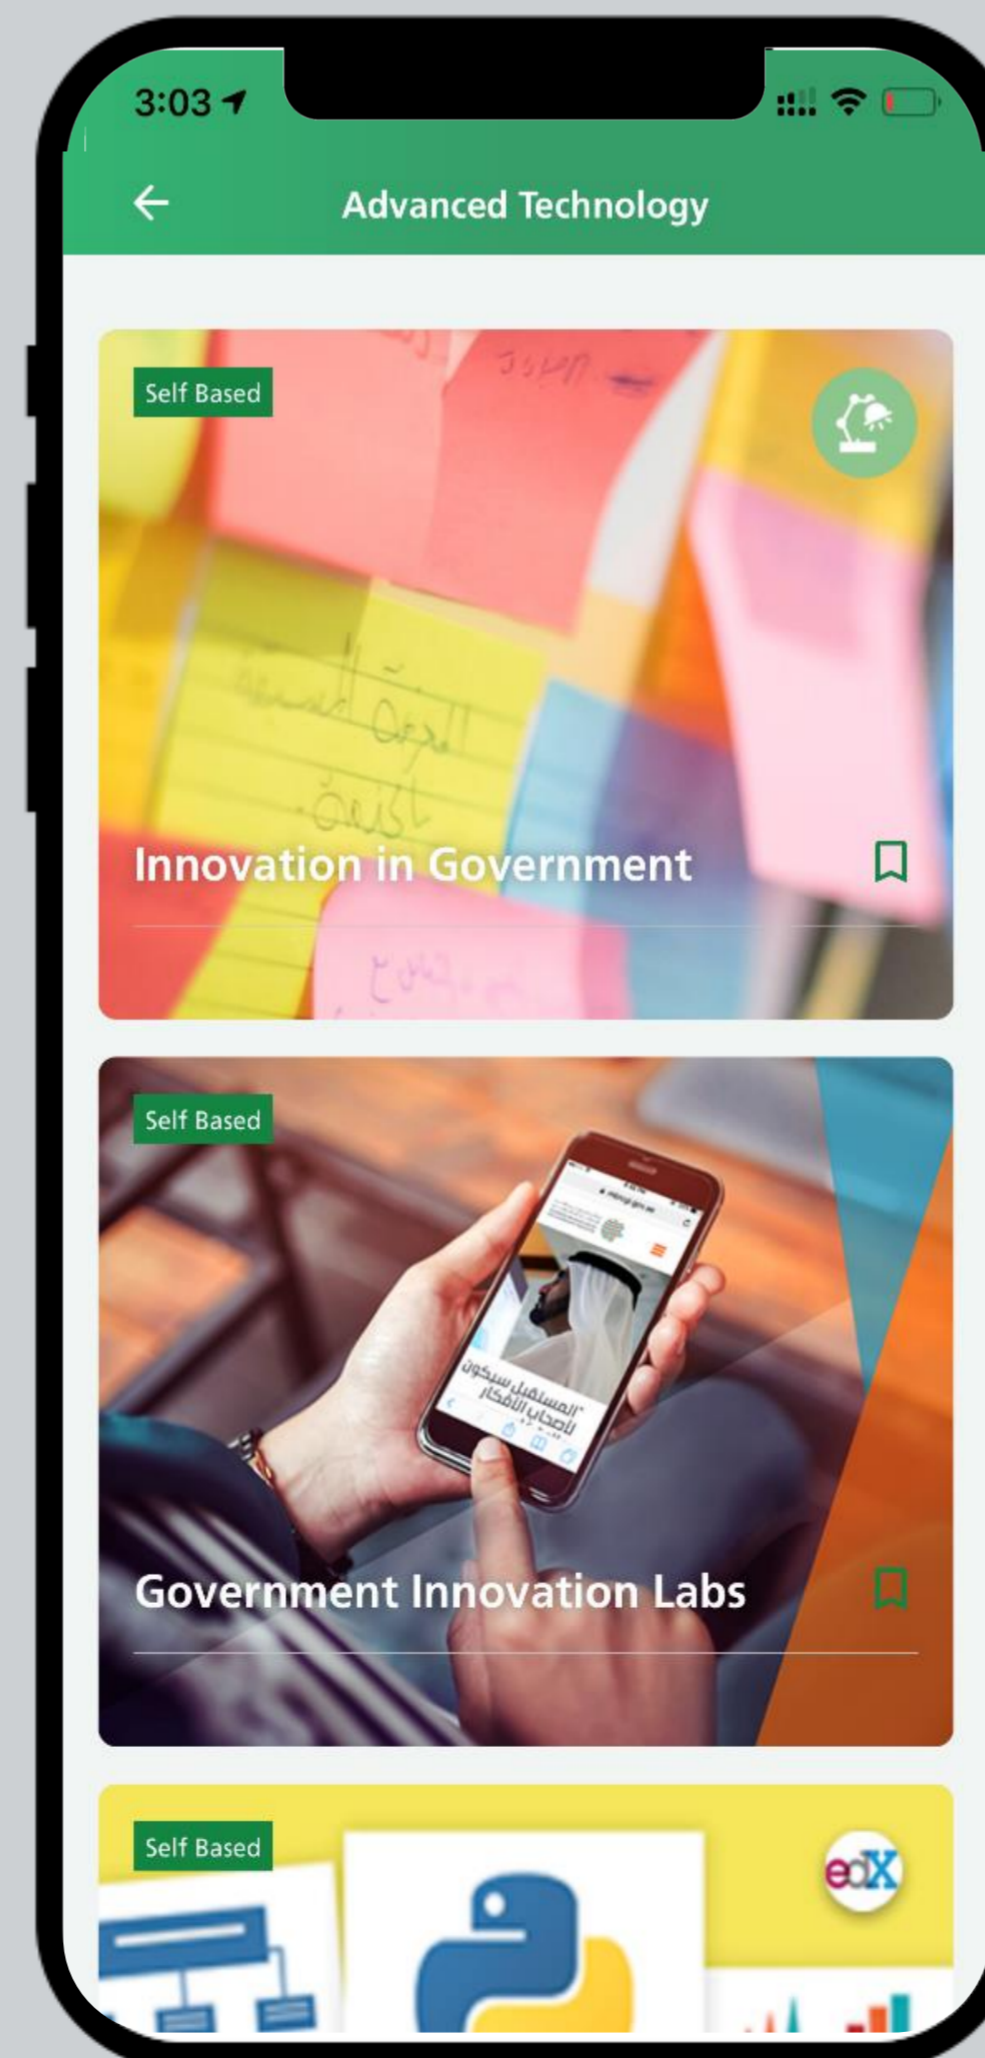 3:03
Advanced Technology
Self Based
Innovation in Government
Self Based
"المستقبل سيكون
لأصحاب الأفكار
Government Innovation Labs
Self Based
edX